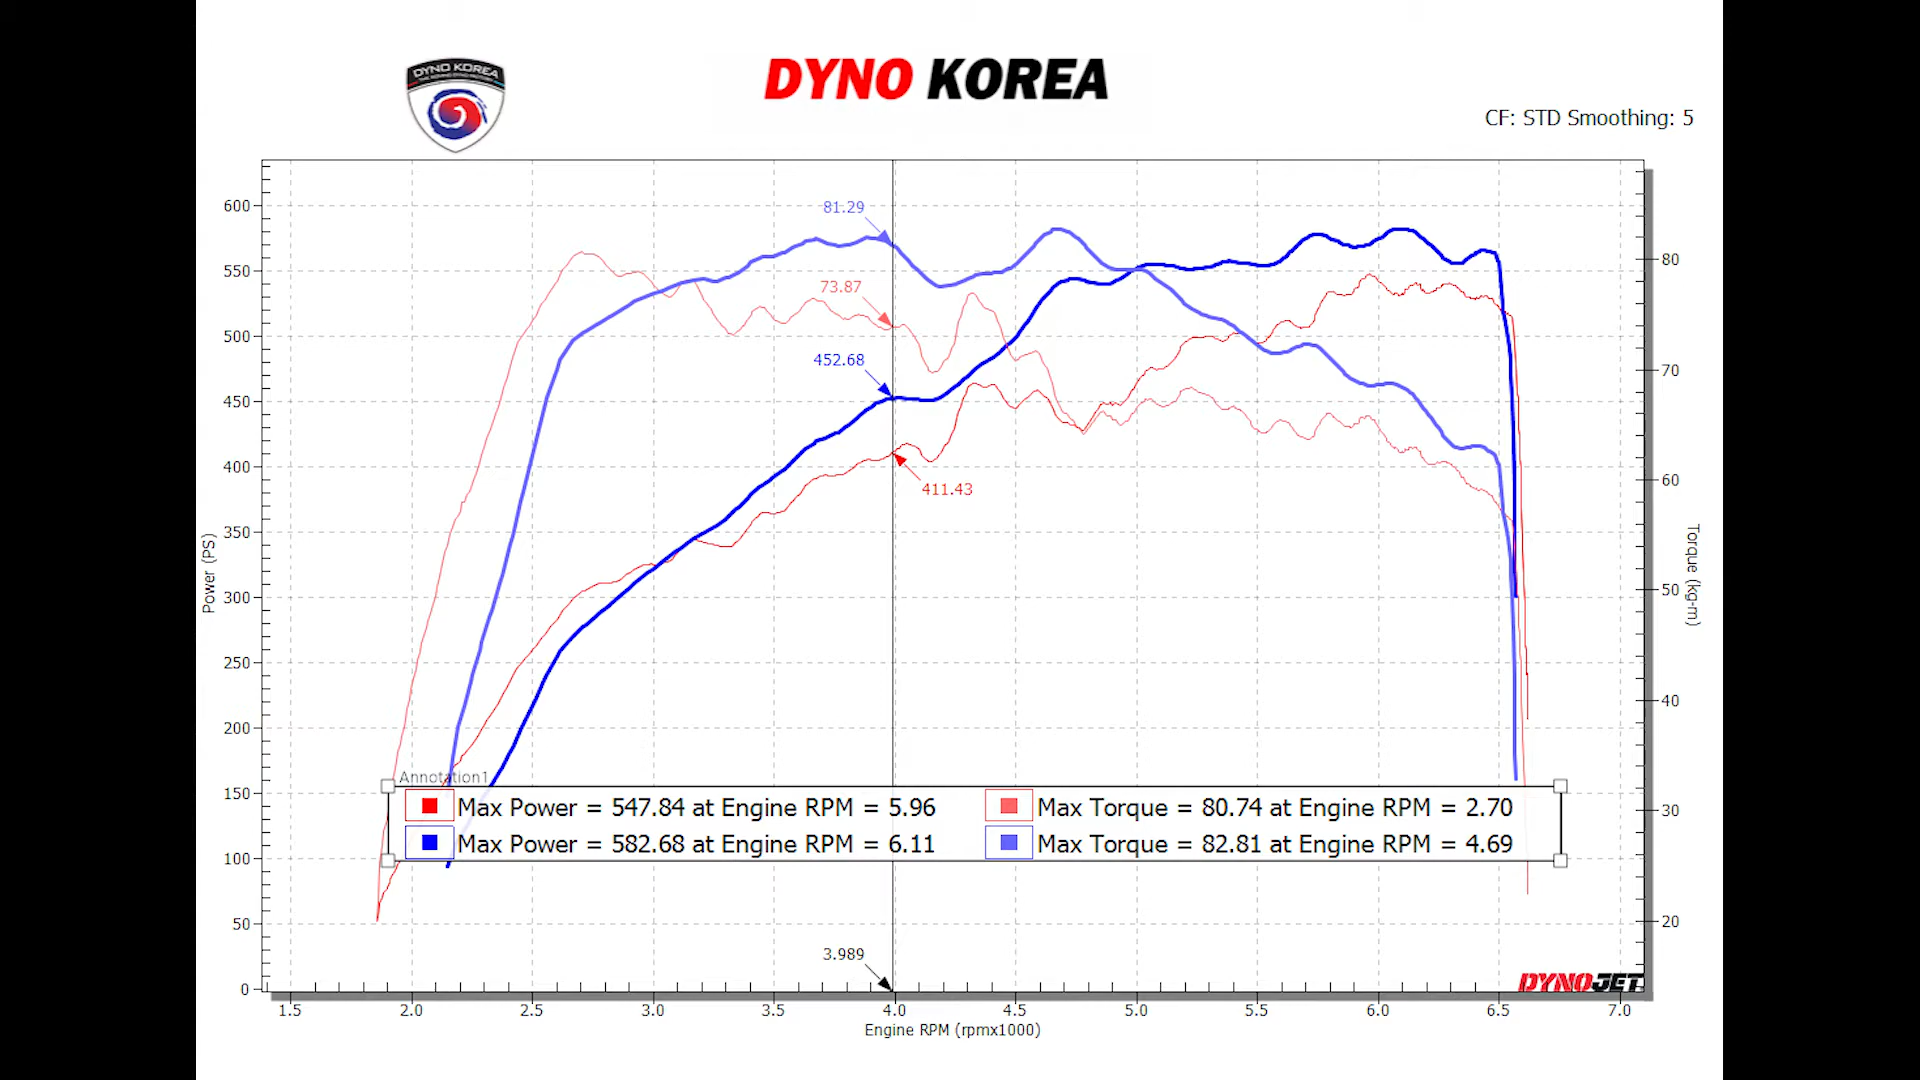 DYNO KOREA
DYNO KOREA
CF: STD Smoothing: 5
600
550
500
450
400
350
300
250
200
150
100
50
0
Power (PS)
81.29
73.87
452.68
411.43
3.989
80
70
60
50
40
30
20
Torque (kg-m)
Annotation1
Max Power = 547.84 at Engine RPM = 5.96 Max Torque = 80.74 at Engine RPM = 2.70
Max Power = 582.68 at Engine RPM = 6.11 Max Torque = 82.81 at Engine RPM = 4.69
DYNOJET
1.5 2.0 2.5 3.0 3.5 4.0 4.5 5.0 5.5 6.0 6.5 7.0
Engine RPM (rpmx1000)